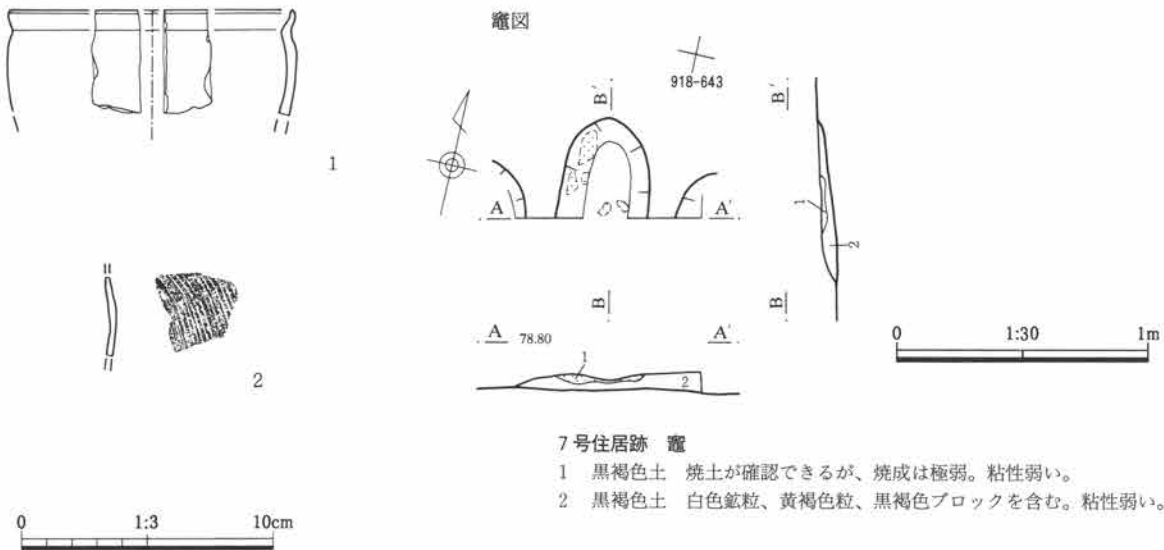 1
2
0 1:3 10cm
竈図
918-643
B′
A A′
B
A 78.80 A′
1
2
B′
1
2
B
0 1:30 1m
7号住居跡 竈
1 黒褐色土 焼土が確認できるが、焼成は極弱。粘性弱い。
2 黒褐色土 白色鉱粒、黄褐色粒、黒褐色ブロックを含む。粘性弱い。